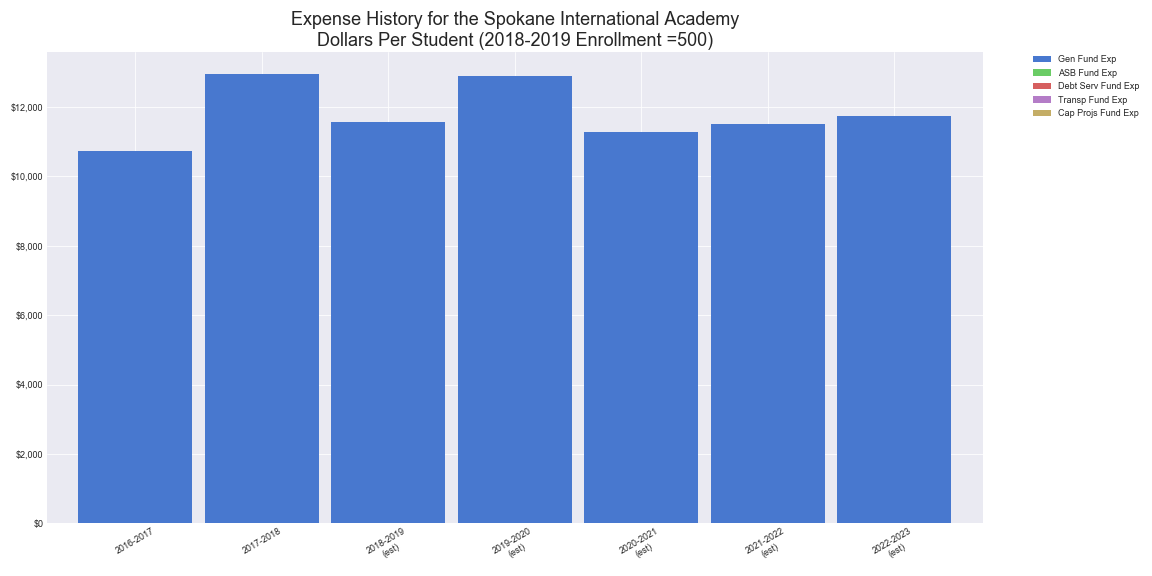 Expense History for the Spokane International Academy
Dollars Per Student (2018-2019 Enrollment =500)
Gen Fund Exp
ASB Fund Exp
Debt Serv Fund Exp
Transp Fund Exp
Cap Projs Fund Exp
$12,000
$10,000
$8,000
$6,000
$4,000
$2,000
$0
2016-2017
2017-2018
2018-2019
(est)
2019-2020
(est)
2020-2021
(est)
2021-2022
(est)
2022-2023
(est)